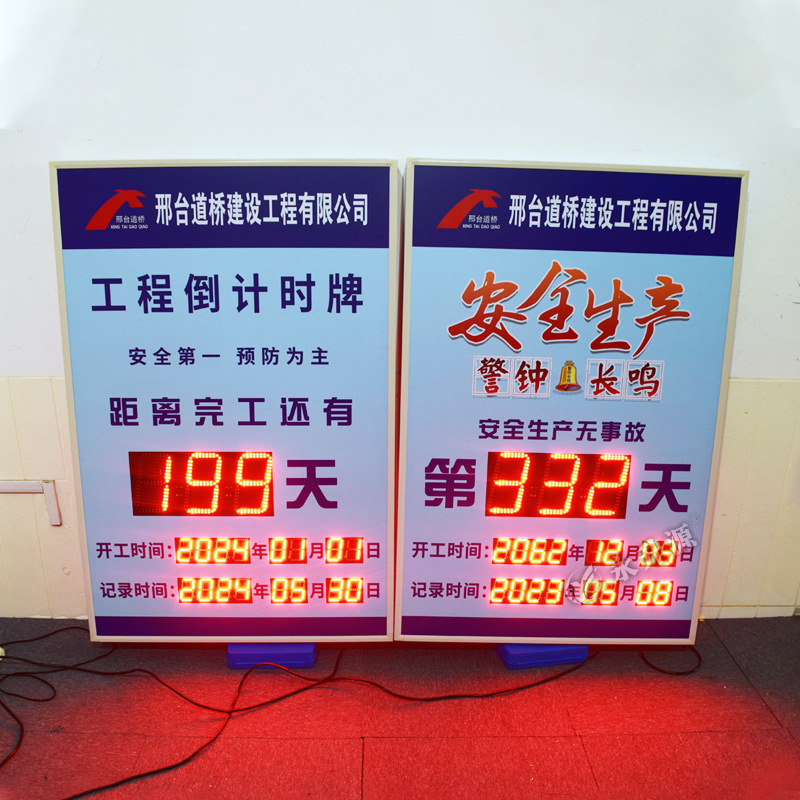 邢台道桥
XING TAI DAO QIAO
邢台道桥建设工程有限公司
工程倒计时牌
安全第一 预防为主
距离完工还有
199天
开工时间：2024年01月01日
记录时间：2024年05月30日
邢台道桥
XING TAI DAO QIAO
邢台道桥建设工程有限公司
安全生产
警钟长鸣
安全生产无事故
第332天
开工时间：2062年12月03日
记录时间：2023年05月08日